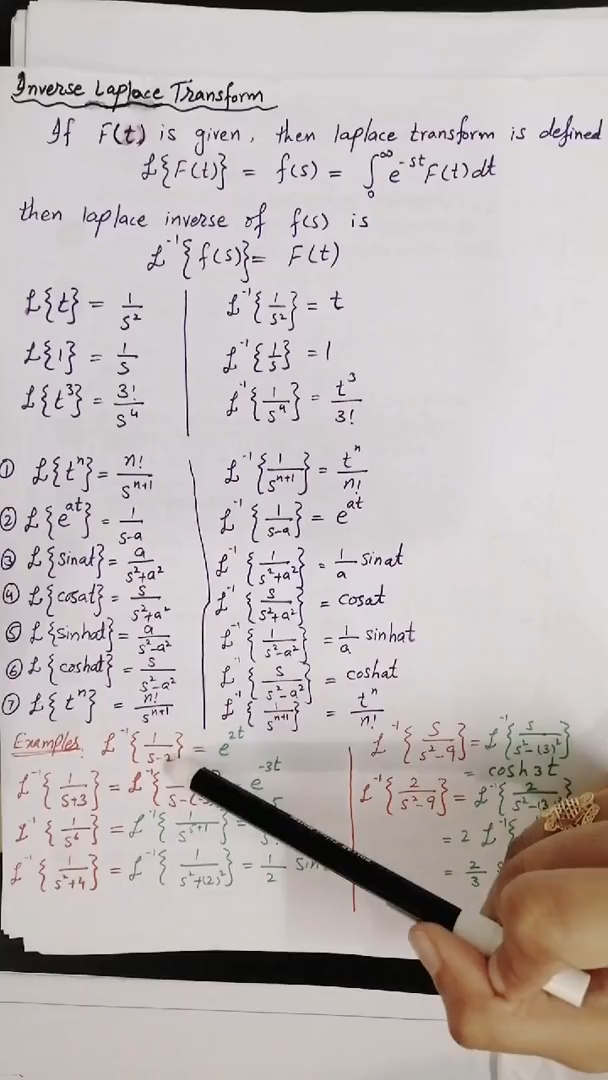 Inverse Laplace Transform
If F(t) is given, then laplace transform is defined
ℒ{F(t)} = f(s) = ∫₀^∞ e^-st F(t)dt
then laplace inverse of f(s) is
ℒ^-1{f(s)} = F(t)
ℒ{t} = 1/s²
ℒ{1} = 1/s
ℒ{t³} = 3!/s⁴
ℒ^-1{1/s²} = t
ℒ^-1{1/s} = 1
ℒ^-1{1/s⁴} = t³/3!
① ℒ{tⁿ} = n!/s^n+1
② ℒ{e^at} = 1/s-a
③ ℒ{sinat} = a/s²+a²
④ ℒ{cosat} = s/s²+a²
⑤ ℒ{sinhat} = a/s²-a²
⑥ ℒ{coshat} = s/s²-a²
⑦ ℒ{tⁿ} = n!/s^n+1
ℒ^-1{1/s^n+1} = tⁿ/n!
ℒ^-1{1/s-a} = e^at
ℒ^-1{1/s²+a²} = 1/a sinat
ℒ^-1{s/s²+a²} = cosat
ℒ^-1{1/s²-a²} = 1/a sinhat
ℒ^-1{s/s²-a²} = coshat
ℒ^-1{1/s^n+1} = tⁿ/n!
Examples. ℒ^-1{1/s-2} = e^2t
ℒ^-1{1/s+3} = ℒ^-1{ s-(- = e^-3t
ℒ^-1{1/s⁶} = ℒ^-1{1/s^5+1} =
ℒ^-1{1/s²+4} = ℒ^-1{1/s²+(2)²} = 1/2
ℒ^-1{s/s²-9} = ℒ^-1{s/s²-(3)²}
= cosh3t
ℒ^-1{2/s²-9} = ℒ^-1{2/s²-(3
= 2 ℒ^-1{
= 2/3